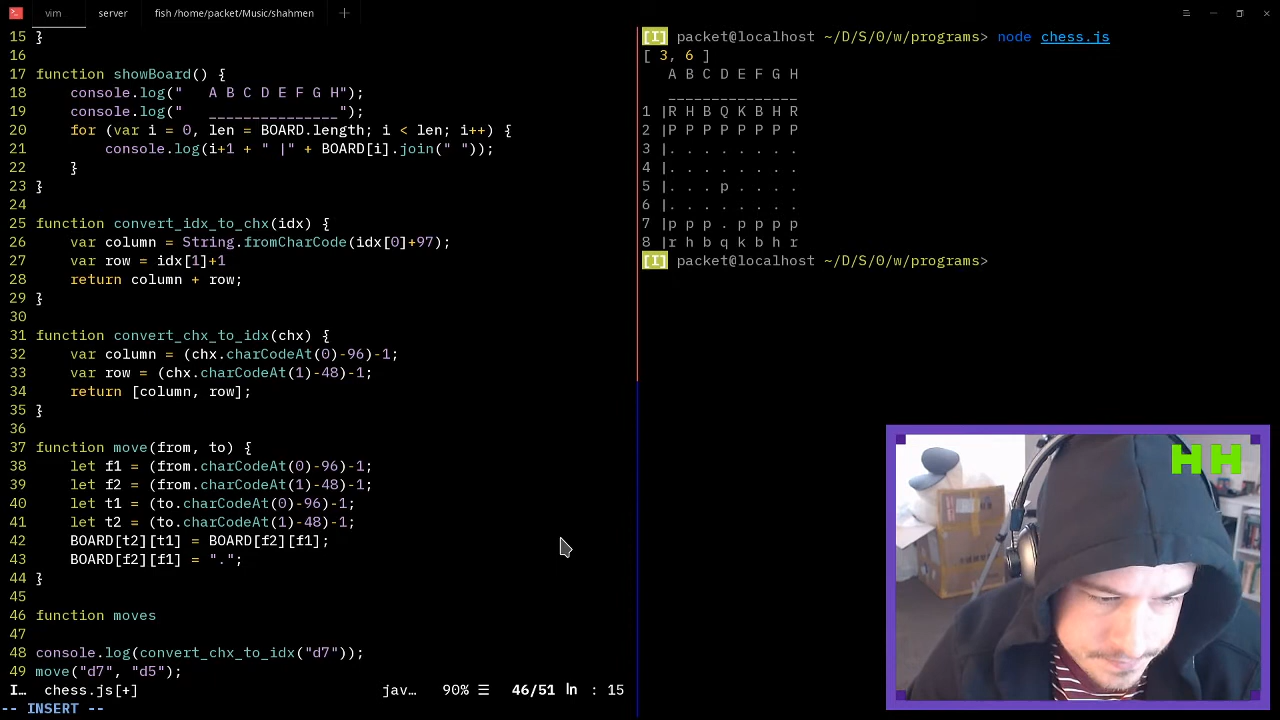 vim
server
fish /home/packet/Music/shahmen
15 }
16
17 function showBoard() {
18     console.log("   A B C D E F G H");
19     console.log("   _______________");
20     for (var i = 0, len = BOARD.length; i < len; i++) {
21         console.log(i+1 + " |"+ BOARD[i].join(" "));
22     }
23 }
24
25 function convert_idx_to_chx(idx) {
26     var column = String.fromCharCode(idx[0]+97);
27     var row = idx[1]+1
28     return column + row;
29 }
30
31 function convert_chx_to_idx(chx) {
32     var column = (chx.charCodeAt(0)-96)-1;
33     var row = (chx.charCodeAt(1)-48)-1;
34     return [column, row];
35 }
36
37 function move(from, to) {
38     let f1 = (from.charCodeAt(0)-96)-1;
39     let f2 = (from.charCodeAt(1)-48)-1;
40     let t1 = (to.charCodeAt(0)-96)-1;
41     let t2 = (to.charCodeAt(1)-48)-1;
42     BOARD[t2][t1] = BOARD[f2][f1];
43     BOARD[f2][f1] = ".";
44 }
45
46 function moves
47
48 console.log(convert_chx_to_idx("d7"));
49 move("d7", "d5");
I… chess.js[+] jav… 90% ☰ 46/51 ln : 15
-- INSERT --
[I] packet@localhost ~/D/S/0/w/programs> node chess.js
[ 3, 6 ]
   A B C D E F G H
   _______________
1 |R H B Q K B H R
2 |P P P P P P P P
3 |. . . . . . . .
4 |. . . . . . . .
5 |. . . p . . . .
6 |. . . . . . . .
7 |p p p . p p p p
8 |r h b q k b h r
[I] packet@localhost ~/D/S/0/w/programs>
HH